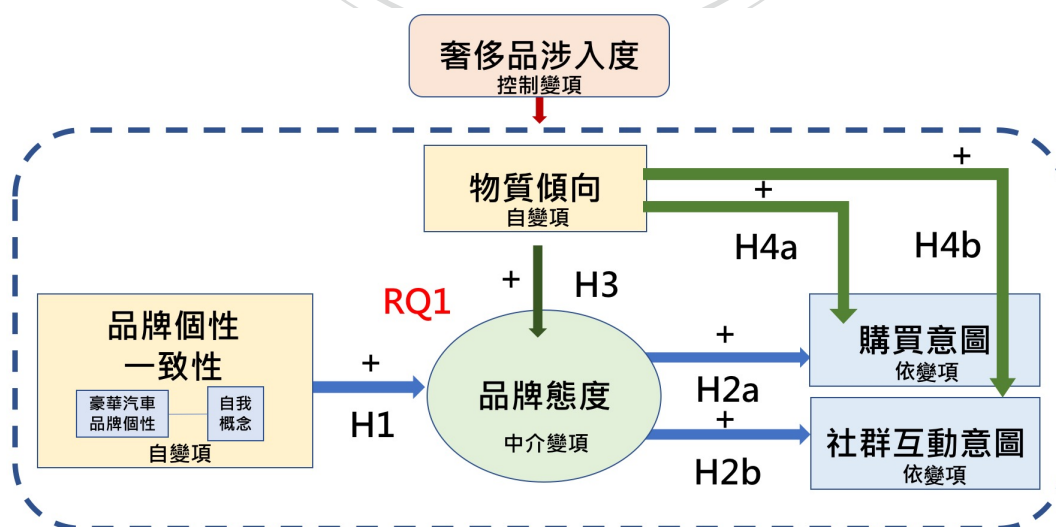 奢侈品涉入度
控制變項
物質傾向
自變項
+
+
H4a
H4b
+
H3
RQ1
品牌個性
一致性
豪華汽車
品牌個性
自我
概念
自變項
+
H1
品牌態度
中介變項
+
H2a
+
H2b
購買意圖
依變項
社群互動意圖
依變項